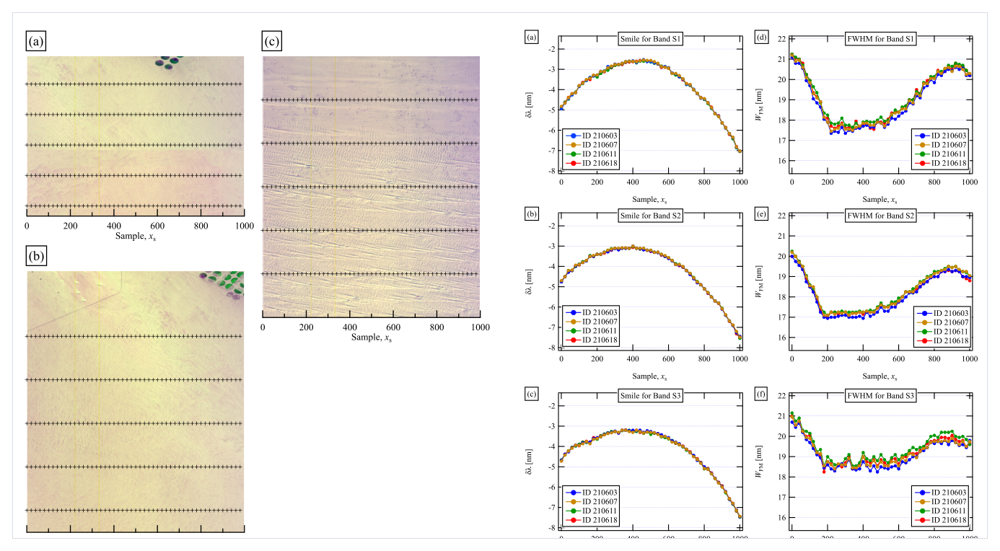 (a)
0 200 400 600 800 1000
Sample, xs
(b)
(c)
0 200 400 600 800 1000
Sample, xs
(a)
Smile for Band S1
-2
-3
-4
-5
-6
-7
-8
δλ [nm]
ID 210603
ID 210607
ID 210611
ID 210618
0 200 400 600 800 1000
Sample, xs
(d)
FWHM for Band S1
22
21
20
19
18
17
16
WFM [nm]
ID 210603
ID 210607
ID 210611
ID 210618
0 200 400 600 800 1000
Sample, xs
(b)
Smile for Band S2
-2
-3
-4
-5
-6
-7
-8
δλ [nm]
ID 210603
ID 210607
ID 210611
ID 210618
0 200 400 600 800 1000
Sample, xs
(e)
FWHM for Band S2
22
21
20
19
18
17
16
WFM [nm]
ID 210603
ID 210607
ID 210611
ID 210618
0 200 400 600 800 1000
Sample, xs
(c)
Smile for Band S3
-2
-3
-4
-5
-6
-7
-8
δλ [nm]
ID 210603
ID 210607
ID 210611
ID 210618
(f)
FWHM for Band S3
22
21
20
19
18
17
16
WFM [nm]
ID 210603
ID 210607
ID 210611
ID 210618